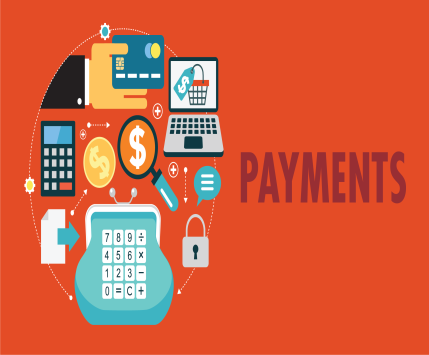 $
$
$
PAYMENTS
7 8 9 ÷
4 5 6 ×
1 2 3 −
0 = C +